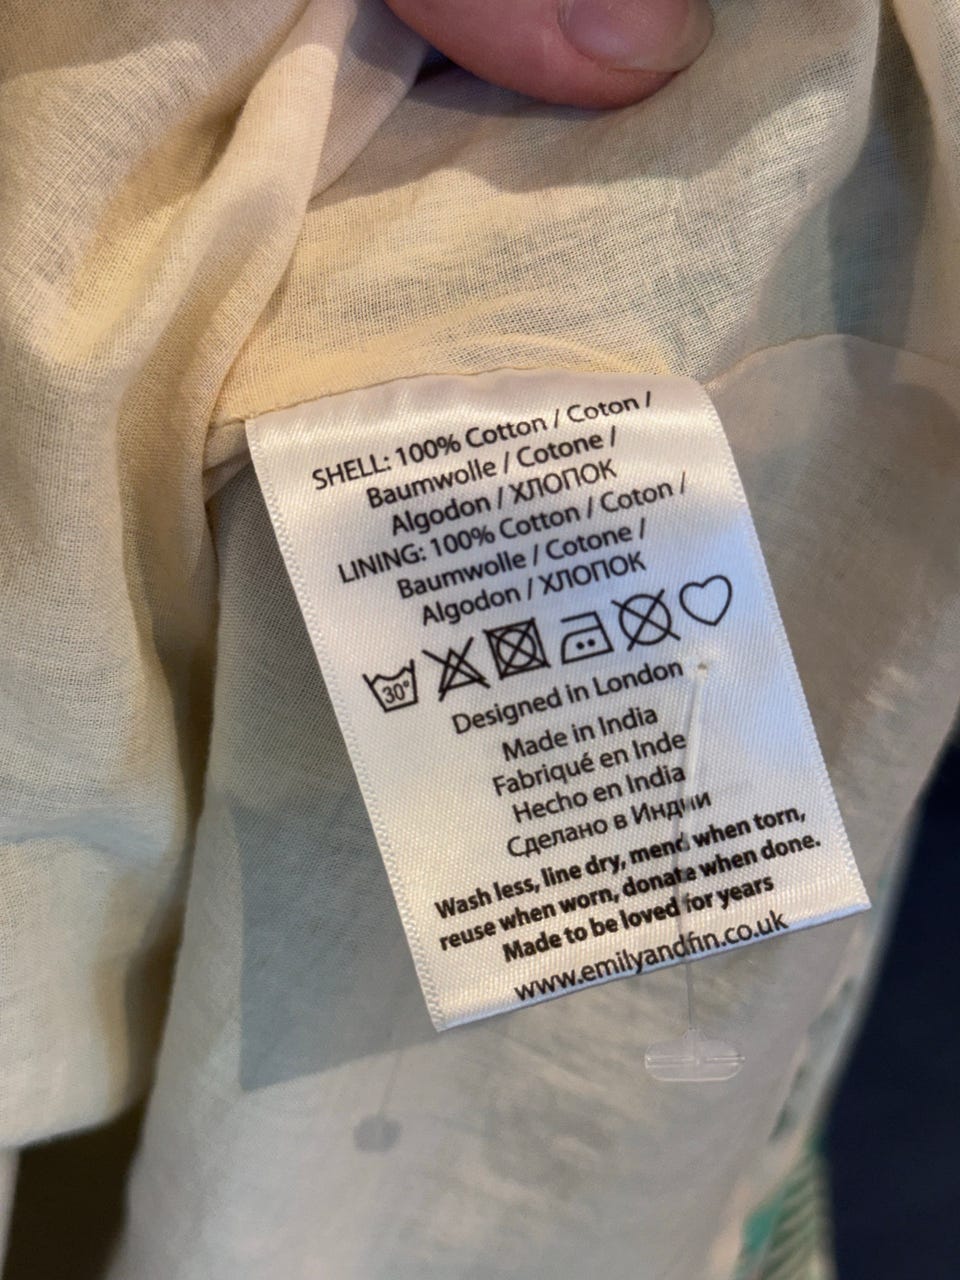 SHELL: 100% Cotton / Coton /
Baumwolle / Cotone /
Algodon / ХЛОПОК
LINING: 100% Cotton / Coton /
Baumwolle / Cotone /
Algodon / ХЛОПОК
30°
Designed in London
Made in India
Fabriqué en Inde
Hecho en India
Сделано в Индии
Wash less, line dry, mend when torn,
reuse when worn, donate when done.
Made to be loved for years
www.emilyandfin.co.uk